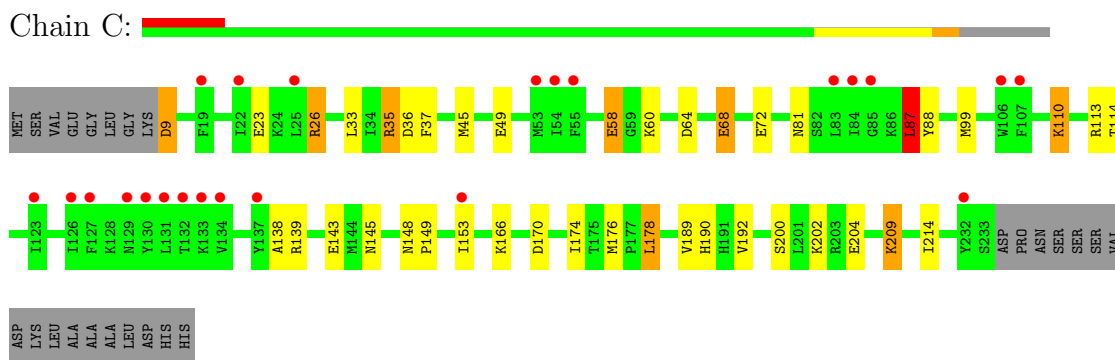 Chain C:
MET SER VAL GLU GLY LEU GLY LYS D9 F19 I22 E23 K24 L25 R26 L33 I34 R35 D36 F37 M45 E49 M53 I54 F55 E58 G59 K60 D64 E68 E72 N81 S82 L83 I84 G85 K86 L87 Y88 M99 W106 F107 K110 R113 T114
I123 I126 F127 K128 N129 Y130 L131 T132 K133 V134 Y137 A138 R139 E143 M144 N145 N148 P149 I153 K166 D170 I174 T175 M176 P177 L178 V189 H190 H191 V192 S200 L201 K202 R203 E204 K209 I214 Y232 S233 ASP PRO ASN SER SER SER VAL
ASP LYS LEU ALA ALA ALA LEU ASP HIS HIS